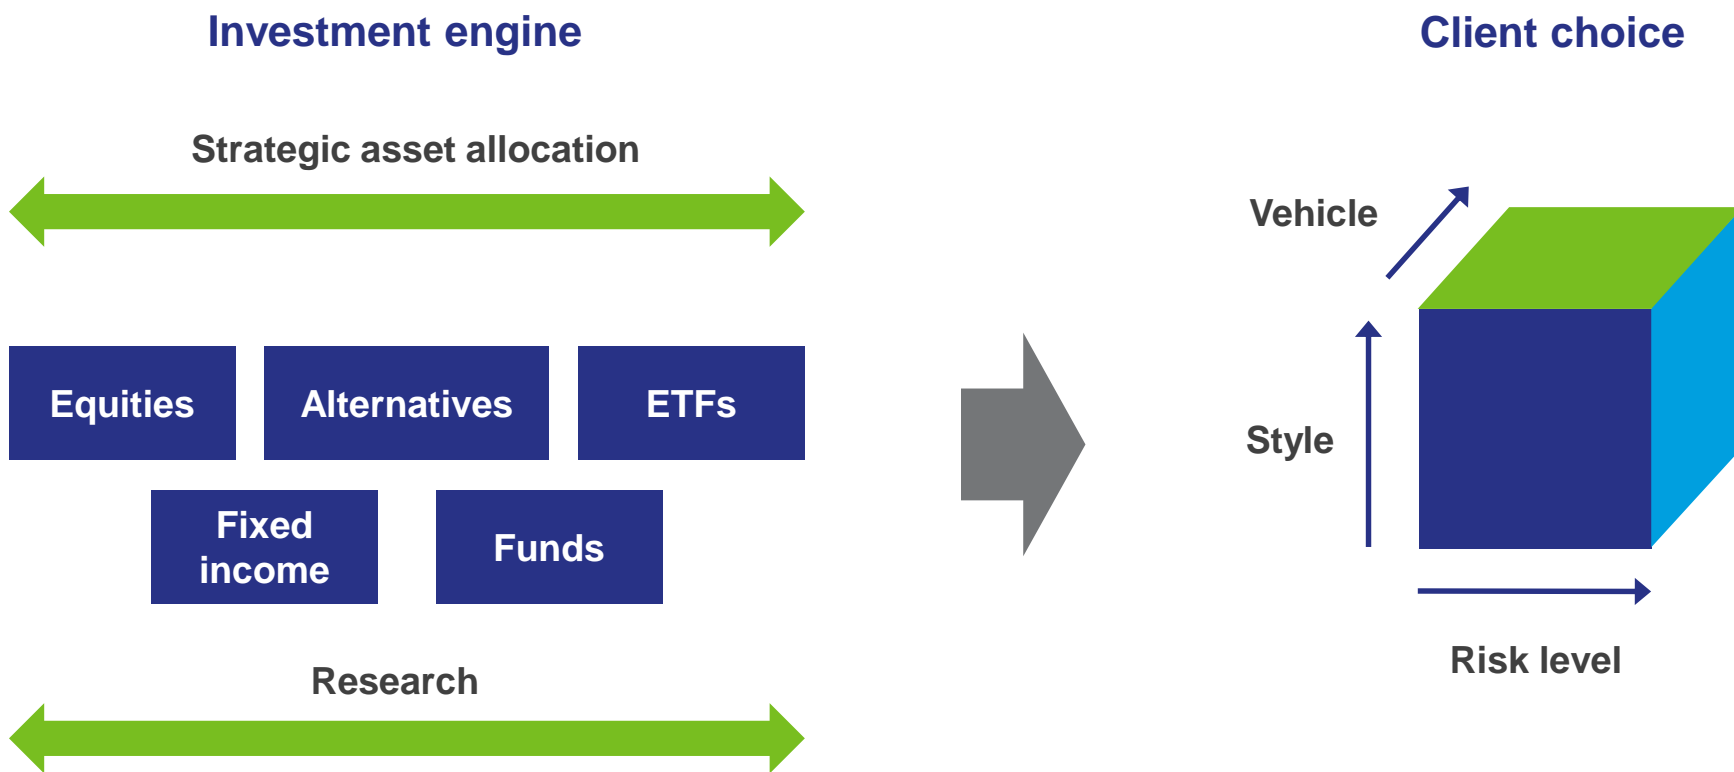 Investment engine
Client choice
Strategic asset allocation
Vehicle
Equities
Alternatives
ETFs
Style
Fixed
income
Funds
Risk level
Research